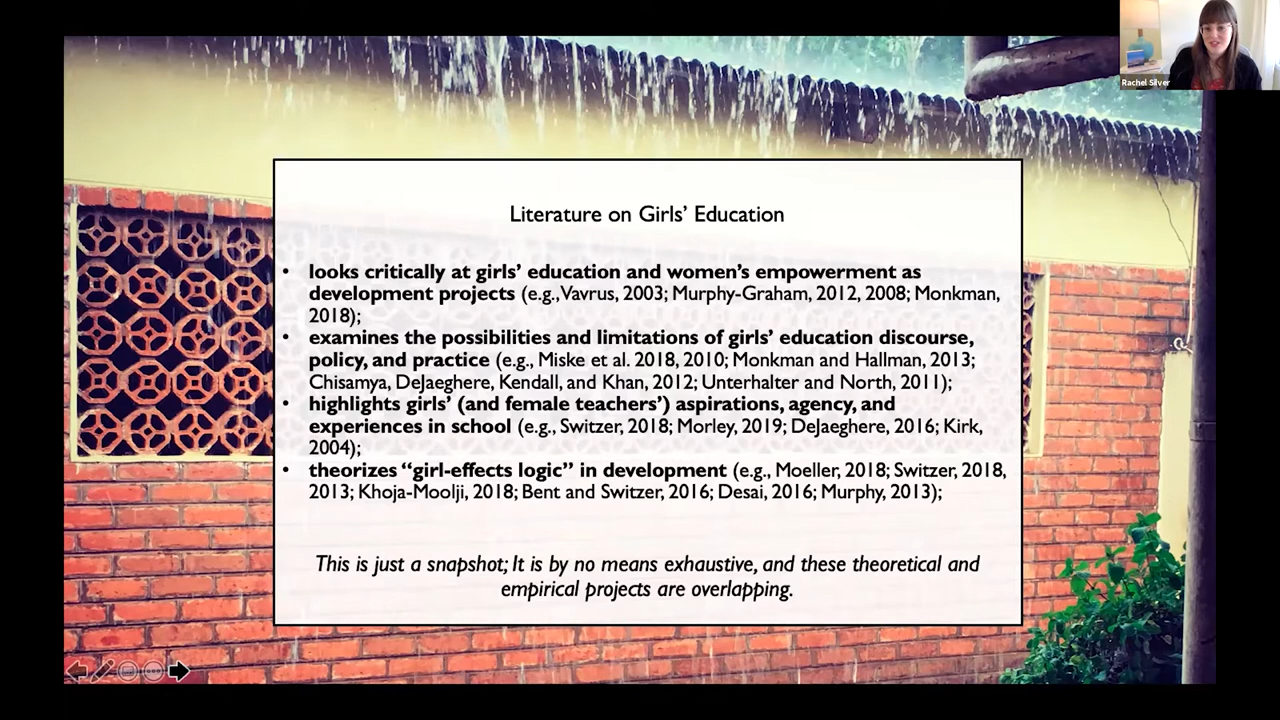 Rachel Silver
Literature on Girls’ Education
• looks critically at girls’ education and women’s empowerment as
development projects (e.g., Vavrus, 2003; Murphy-Graham, 2012, 2008; Monkman,
2018);
• examines the possibilities and limitations of girls’ education discourse,
policy, and practice (e.g., Miske et al. 2018, 2010; Monkman and Hallman, 2013;
Chisamya, DeJaeghere, Kendall, and Khan, 2012; Unterhalter and North, 2011);
• highlights girls’ (and female teachers’) aspirations, agency, and
experiences in school (e.g., Switzer, 2018; Morley, 2019; DeJaeghere, 2016; Kirk,
2004);
• theorizes “girl-effects logic” in development (e.g., Moeller, 2018; Switzer, 2018,
2013; Khoja-Moolji, 2018; Bent and Switzer, 2016; Desai, 2016; Murphy, 2013);
This is just a snapshot; It is by no means exhaustive, and these theoretical and
empirical projects are overlapping.